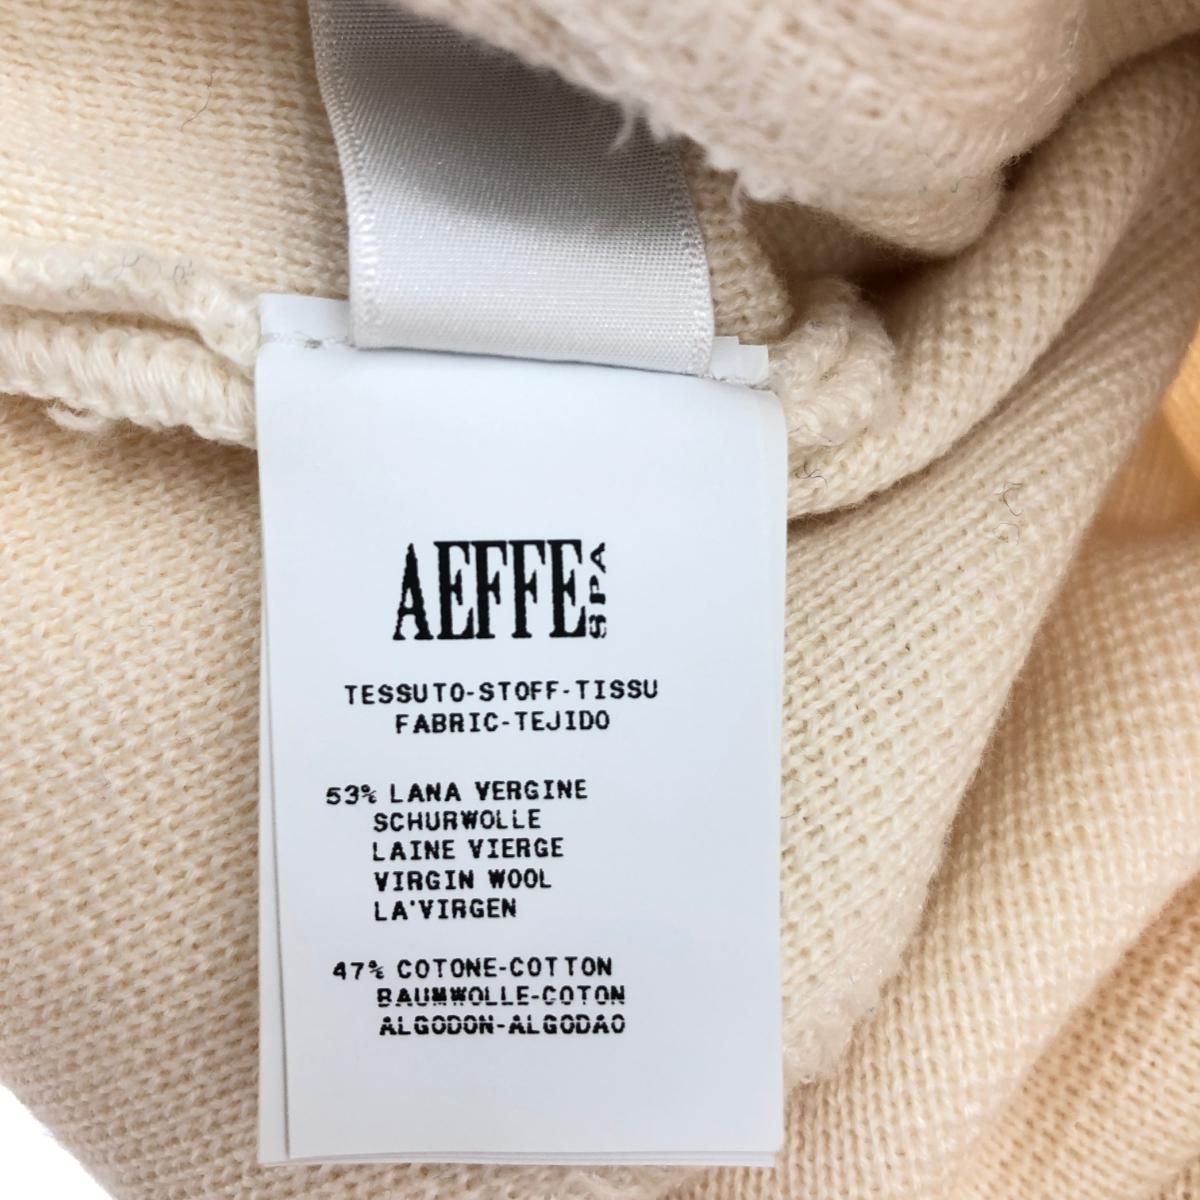 AEFFE SPA
TESSUTO-STOFF-TISSU
FABRIC-TEJIDO
53% LANA VERGINE
SCHURWOLLE
LAINE VIERGE
VIRGIN WOOL
LA'VIRGEN
47% COTONE-COTTON
BAUMWOLLE-COTON
ALGODON-ALGODAO